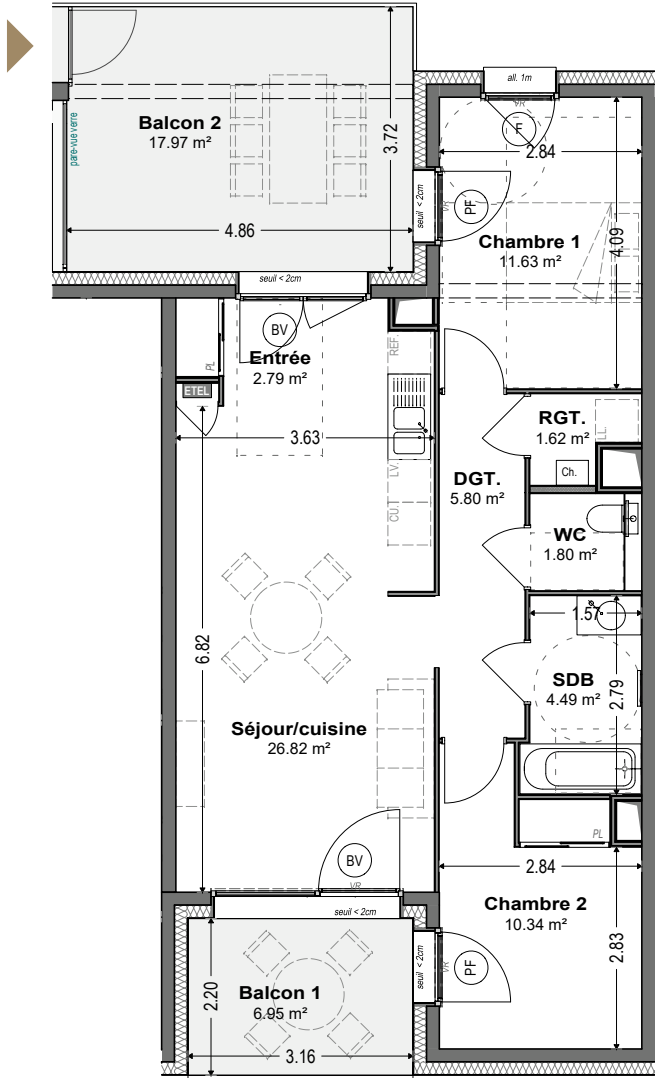 all. 1m
VR
F
2.84
pare-vue verre
Balcon 2
17.97 m²
3.72
4.86
seuil < 2cm
VR
PF
Chambre 1
11.63 m²
4.09
seuil < 2cm
BV
PL
Entrée
2.79 m²
REF.
ETEL
3.63
LV.
CU.
RGT.
1.62 m²
LL.
Ch.
DGT.
5.80 m²
WC
1.80 m²
1.57
6.82
SDB
4.49 m²
2.79
Séjour/cuisine
26.82 m²
PL
BV
VR
2.84
seuil < 2cm
Chambre 2
10.34 m²
2.83
seuil < 2cm
VR
PF
2.20
Balcon 1
6.95 m²
3.16